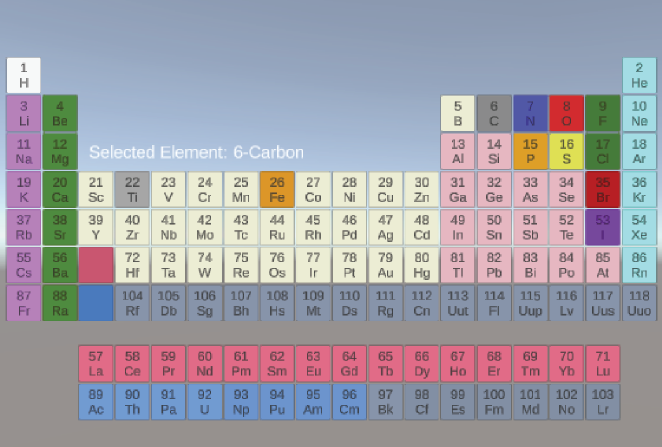 1 2
H He
3 4 5 6 7 8 9 10
Li Be B C N O F Ne
11 12 Selected Element: 6-Carbon 13 14 15 16 17 18
Na Mg Al Si P S Cl Ar
19 20 21 22 23 24 25 26 27 28 29 30 31 32 33 34 35 36
K Ca Sc Ti V Cr Mn Fe Co Ni Cu Zn Ga Ge As Se Br Kr
37 38 39 40 41 42 43 44 45 46 47 48 49 50 51 52 53 54
Rb Sr Y Zr Nb Mo Tc Ru Rh Pd Ag Cd In Sn Sb Te I Xe
55 56 72 73 74 75 76 77 78 79 80 81 82 83 84 85 86
Cs Ba Hf Ta W Re Os Ir Pt Au Hg Tl Pb Bi Po At Rn
87 88 104 105 106 107 108 109 110 111 112 113 114 115 116 117 118
Fr Ra Rf Db Sg Bh Hs Mt Ds Rg Cn Uut Fl Uup Lv Uus Uuo
57 58 59 60 61 62 63 64 65 66 67 68 69 70 71
La Ce Pr Nd Pm Sm Eu Gd Tb Dy Ho Er Tm Yb Lu
89 90 91 92 93 94 95 96 97 98 99 100 101 102 103
Ac Th Pa U Np Pu Am Cm Bk Cf Es Fm Md No Lr